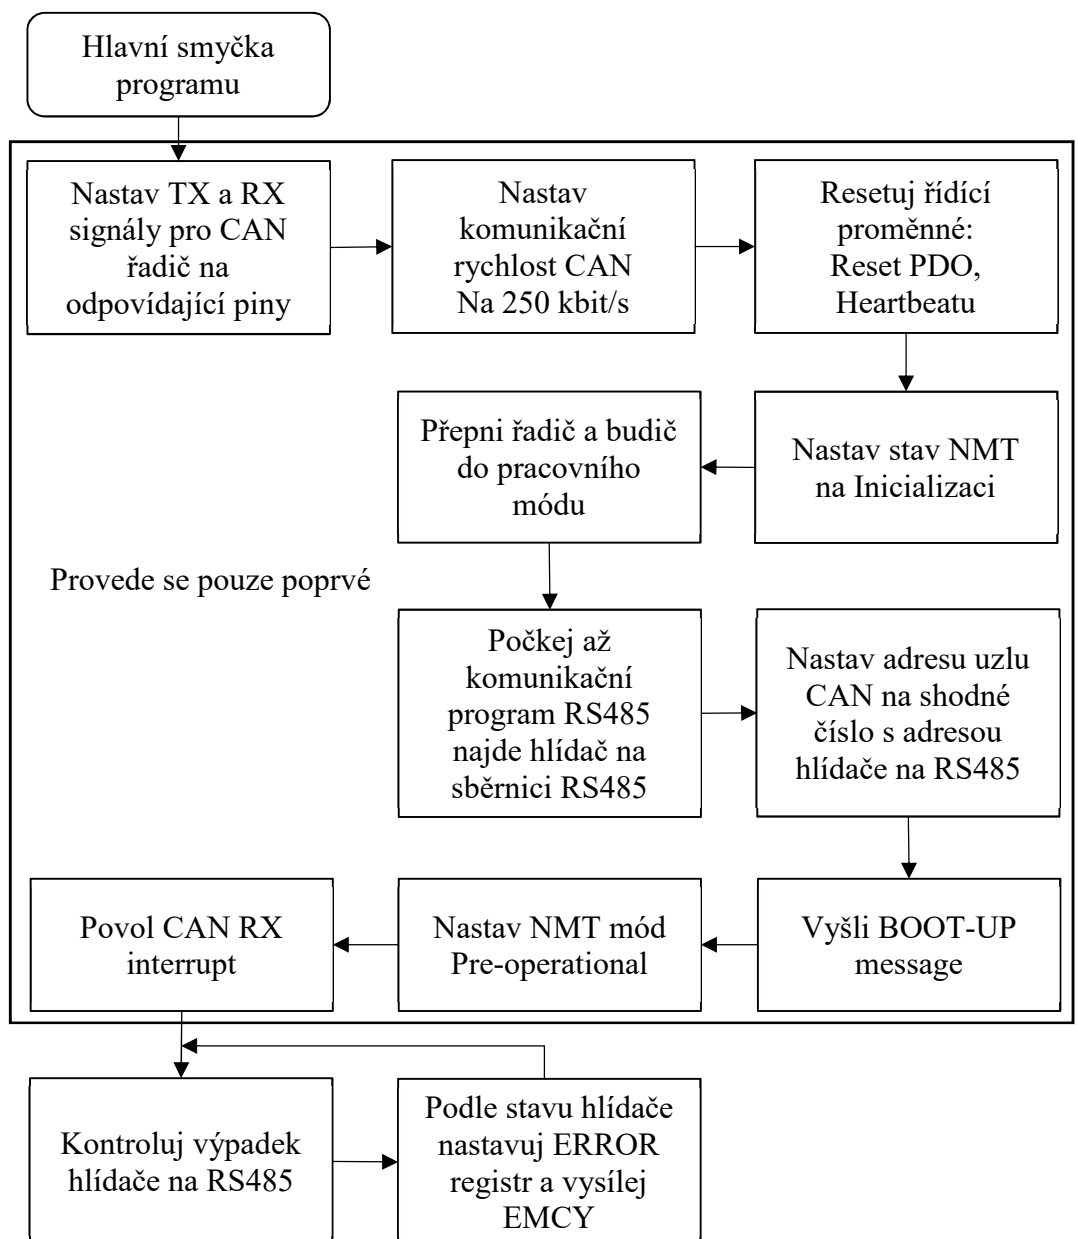 Hlavní smyčka
programu
Nastav TX a RX
signály pro CAN
řadič na
odpovídající piny
Nastav
komunikační
rychlost CAN
Na 250 kbit/s
Resetuj řídící
proměnné:
Reset PDO,
Heartbeatu
Nastav stav NMT
na Inicializaci
Přepni řadič a budič
do pracovního
módu
Provede se pouze poprvé
Počkej až
komunikační
program RS485
najde hlídač na
sběrnici RS485
Nastav adresu uzlu
CAN na shodné
číslo s adresou
hlídače na RS485
Vyšli BOOT-UP
message
Nastav NMT mód
Pre-operational
Povol CAN RX
interrupt
Kontroluj výpadek
hlídače na RS485
Podle stavu hlídače
nastavuj ERROR
registr a vysílej
EMCY